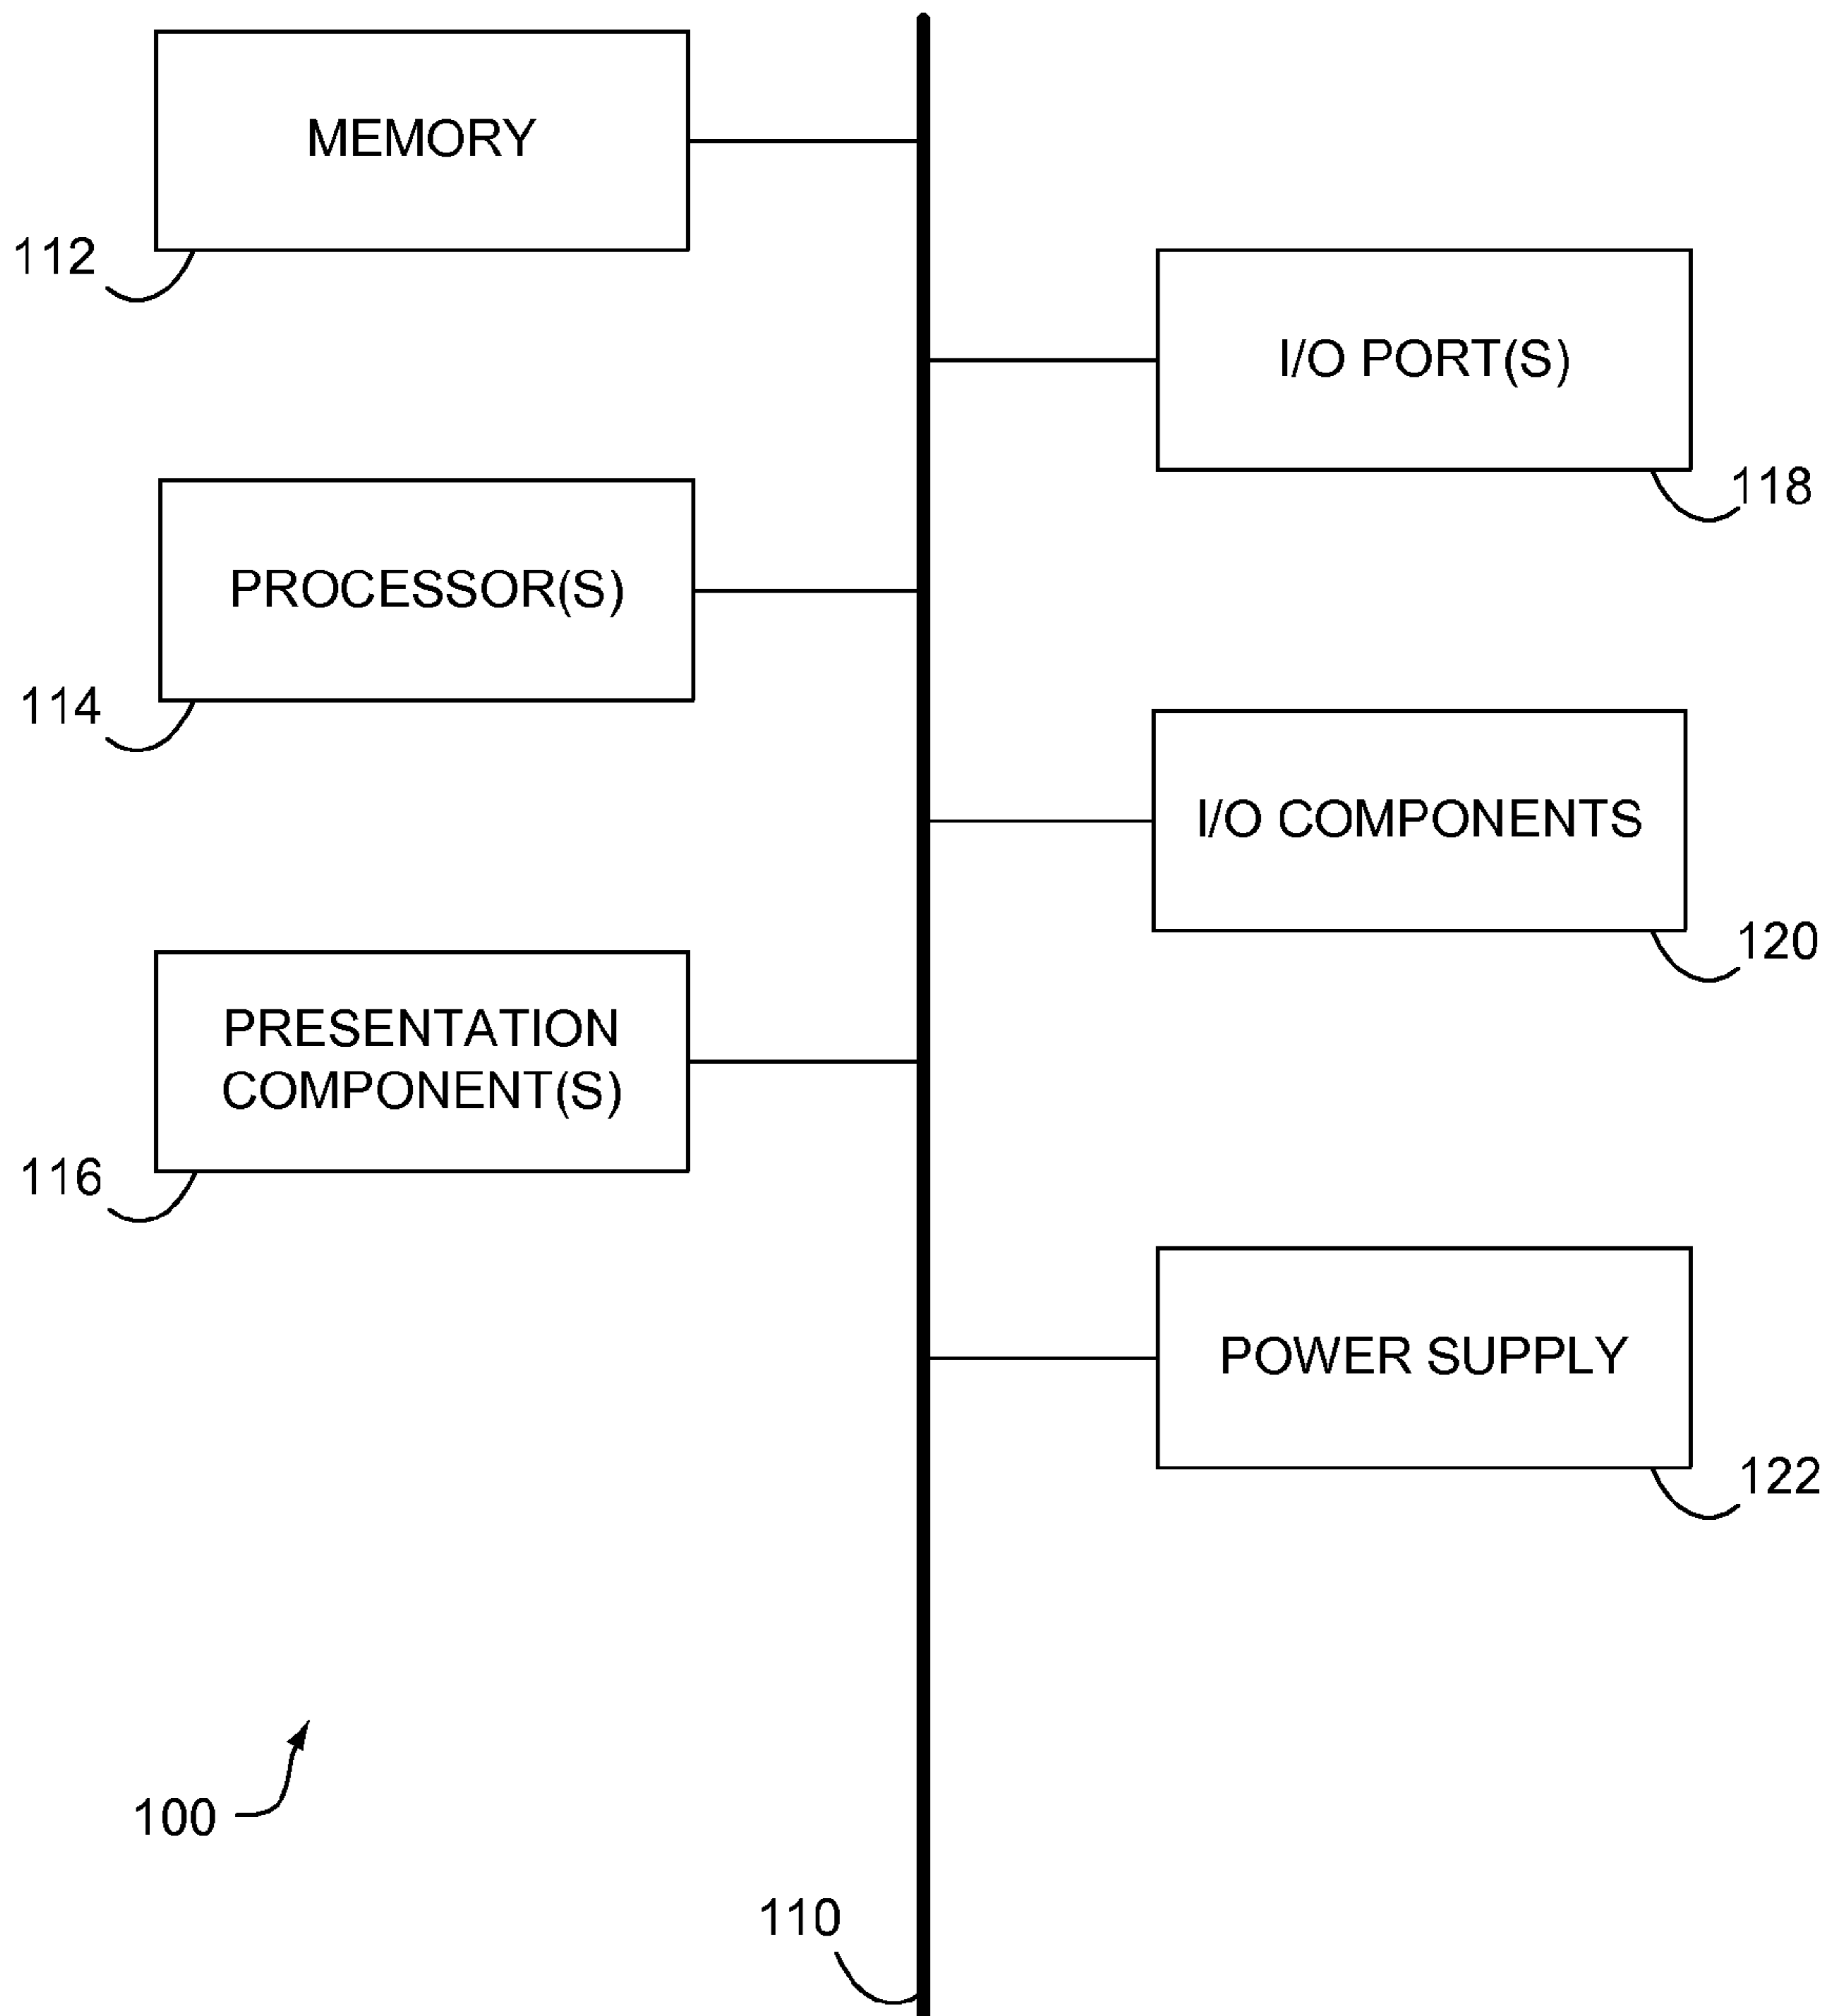 MEMORY
112
I/O PORT(S)
118
PROCESSOR(S)
114
I/O COMPONENTS
120
PRESENTATION
COMPONENT(S)
116
POWER SUPPLY
122
100
110